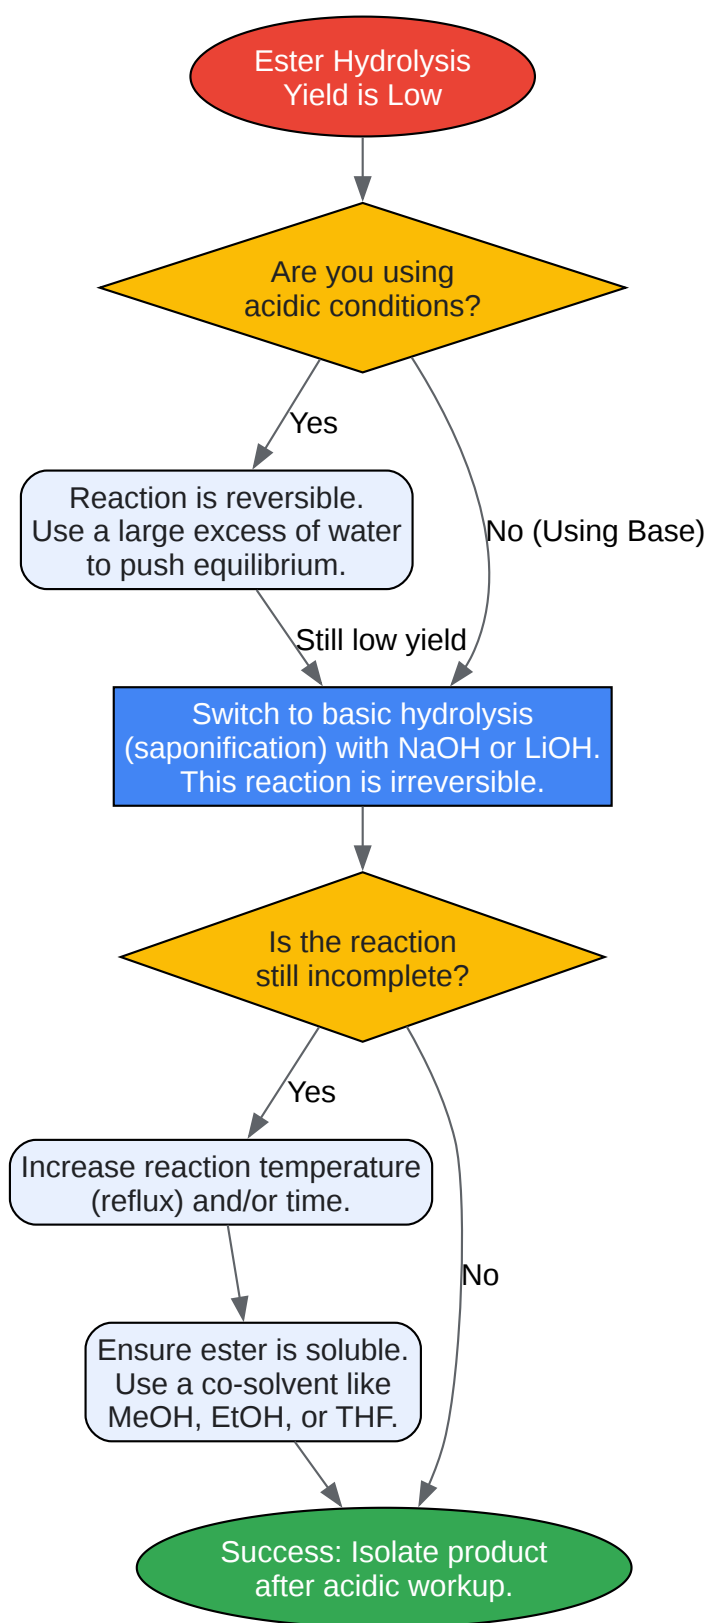 Ester Hydrolysis
Yield is Low
Are you using
acidic conditions?
Yes
Reaction is reversible.
Use a large excess of water
to push equilibrium.
No (Using Base)
Still low yield
Switch to basic hydrolysis
(saponification) with NaOH or LiOH.
This reaction is irreversible.
Is the reaction
still incomplete?
Yes
Increase reaction temperature
(reflux) and/or time.
No
Ensure ester is soluble.
Use a co-solvent like
MeOH, EtOH, or THF.
Success: Isolate product
after acidic workup.